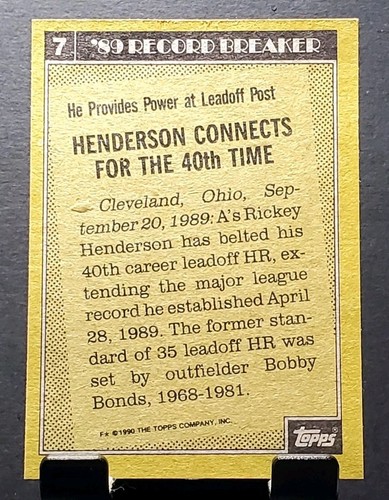 7 '89 RECORD BREAKER
He Provides Power at Leadoff Post
HENDERSON CONNECTS
FOR THE 40th TIME
Cleveland, Ohio, Sep-
tember 20, 1989: A's Rickey
Henderson has belted his
40th career leadoff HR, ex-
tending the major league
record he established April
28, 1989. The former stan-
dard of 35 leadoff HR was
set by outfielder Bobby
Bonds, 1968-1981.
F★ © 1990 THE TOPPS COMPANY, INC.
topps®